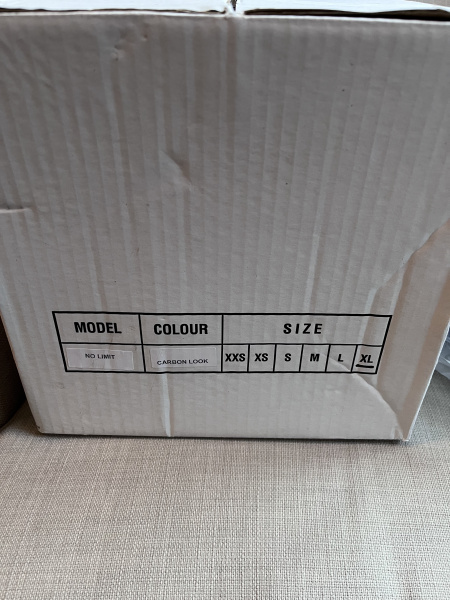 MODEL COLOUR SIZE
NO LIMIT CARBON LOOK XXS XS S M L XL